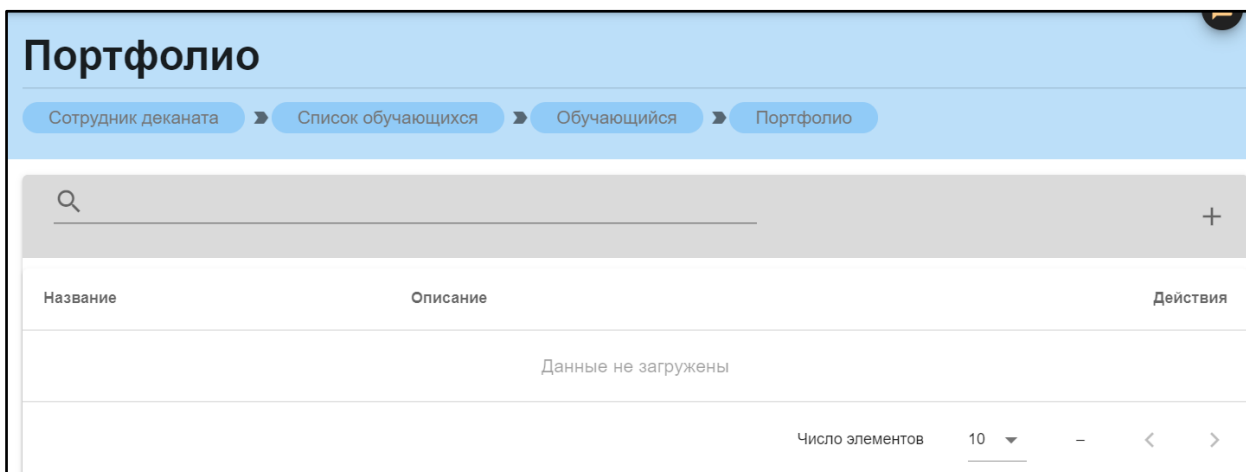 Портфолио
Сотрудник деканата Список обучающихся Обучающийся Портфолио
Название Описание Действия
Данные не загружены
Число элементов 10 –